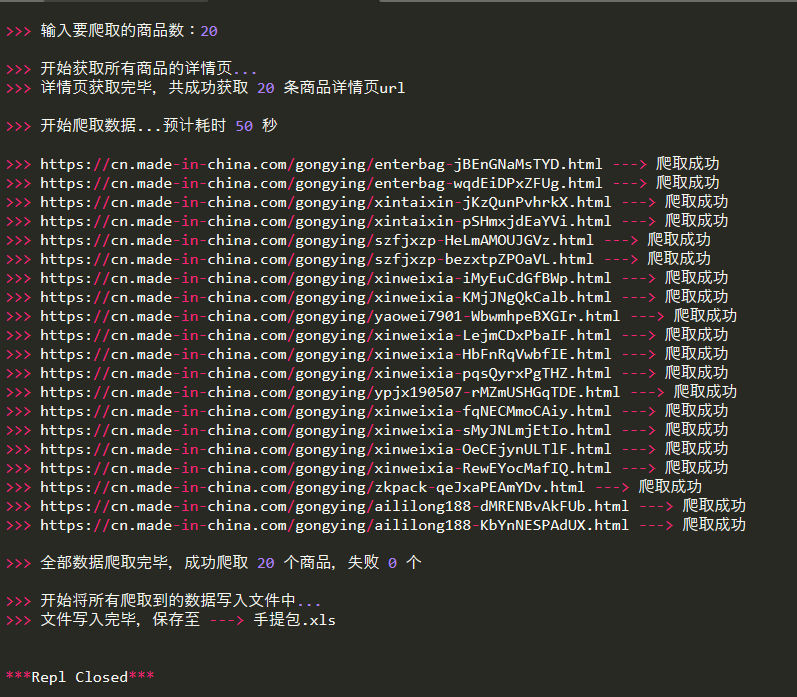 >>> 输入要爬取的商品数：20
>>> 开始获取所有商品的详情页...
>>> 详情页获取完毕, 共成功获取 20 条商品详情页url
>>> 开始爬取数据...预计耗时 50 秒
>>> https://cn.made-in-china.com/gongying/enterbag-jBEnGNaMsTYD.html ---> 爬取成功
>>> https://cn.made-in-china.com/gongying/enterbag-wqdEiDPxZFUg.html ---> 爬取成功
>>> https://cn.made-in-china.com/gongying/xintaixin-jKzQunPvhrkX.html ---> 爬取成功
>>> https://cn.made-in-china.com/gongying/xintaixin-pSHmxjdEaYVi.html ---> 爬取成功
>>> https://cn.made-in-china.com/gongying/szfjxzp-HeLmAMOUJGVz.html ---> 爬取成功
>>> https://cn.made-in-china.com/gongying/szfjxzp-bezxtpZPOaVL.html ---> 爬取成功
>>> https://cn.made-in-china.com/gongying/xinweixia-iMyEuCdGfBWp.html ---> 爬取成功
>>> https://cn.made-in-china.com/gongying/xinweixia-KMjJNgQkCalb.html ---> 爬取成功
>>> https://cn.made-in-china.com/gongying/yaowei7901-WbwmhpeBXGIr.html ---> 爬取成功
>>> https://cn.made-in-china.com/gongying/xinweixia-LejmCDxPbaIF.html ---> 爬取成功
>>> https://cn.made-in-china.com/gongying/xinweixia-HbFnRqVwbfIE.html ---> 爬取成功
>>> https://cn.made-in-china.com/gongying/xinweixia-pqsQyrxPgTHZ.html ---> 爬取成功
>>> https://cn.made-in-china.com/gongying/ypjx190507-rMZmUSHGqTDE.html ---> 爬取成功
>>> https://cn.made-in-china.com/gongying/xinweixia-fqNECMmoCAiy.html ---> 爬取成功
>>> https://cn.made-in-china.com/gongying/xinweixia-sMyJNLmjEtIo.html ---> 爬取成功
>>> https://cn.made-in-china.com/gongying/xinweixia-OeCEjynULTlF.html ---> 爬取成功
>>> https://cn.made-in-china.com/gongying/xinweixia-RewEYocMafIQ.html ---> 爬取成功
>>> https://cn.made-in-china.com/gongying/zkpack-qeJxaPEAmYDv.html ---> 爬取成功
>>> https://cn.made-in-china.com/gongying/aililong188-dMRENBvAkFUb.html ---> 爬取成功
>>> https://cn.made-in-china.com/gongying/aililong188-KbYnNESPAdUX.html ---> 爬取成功
>>> 全部数据爬取完毕, 成功爬取 20 个商品, 失败 0 个
>>> 开始将所有爬取到的数据写入文件中...
>>> 文件写入完毕, 保存至 ---> 手提包.xls
***Repl Closed***